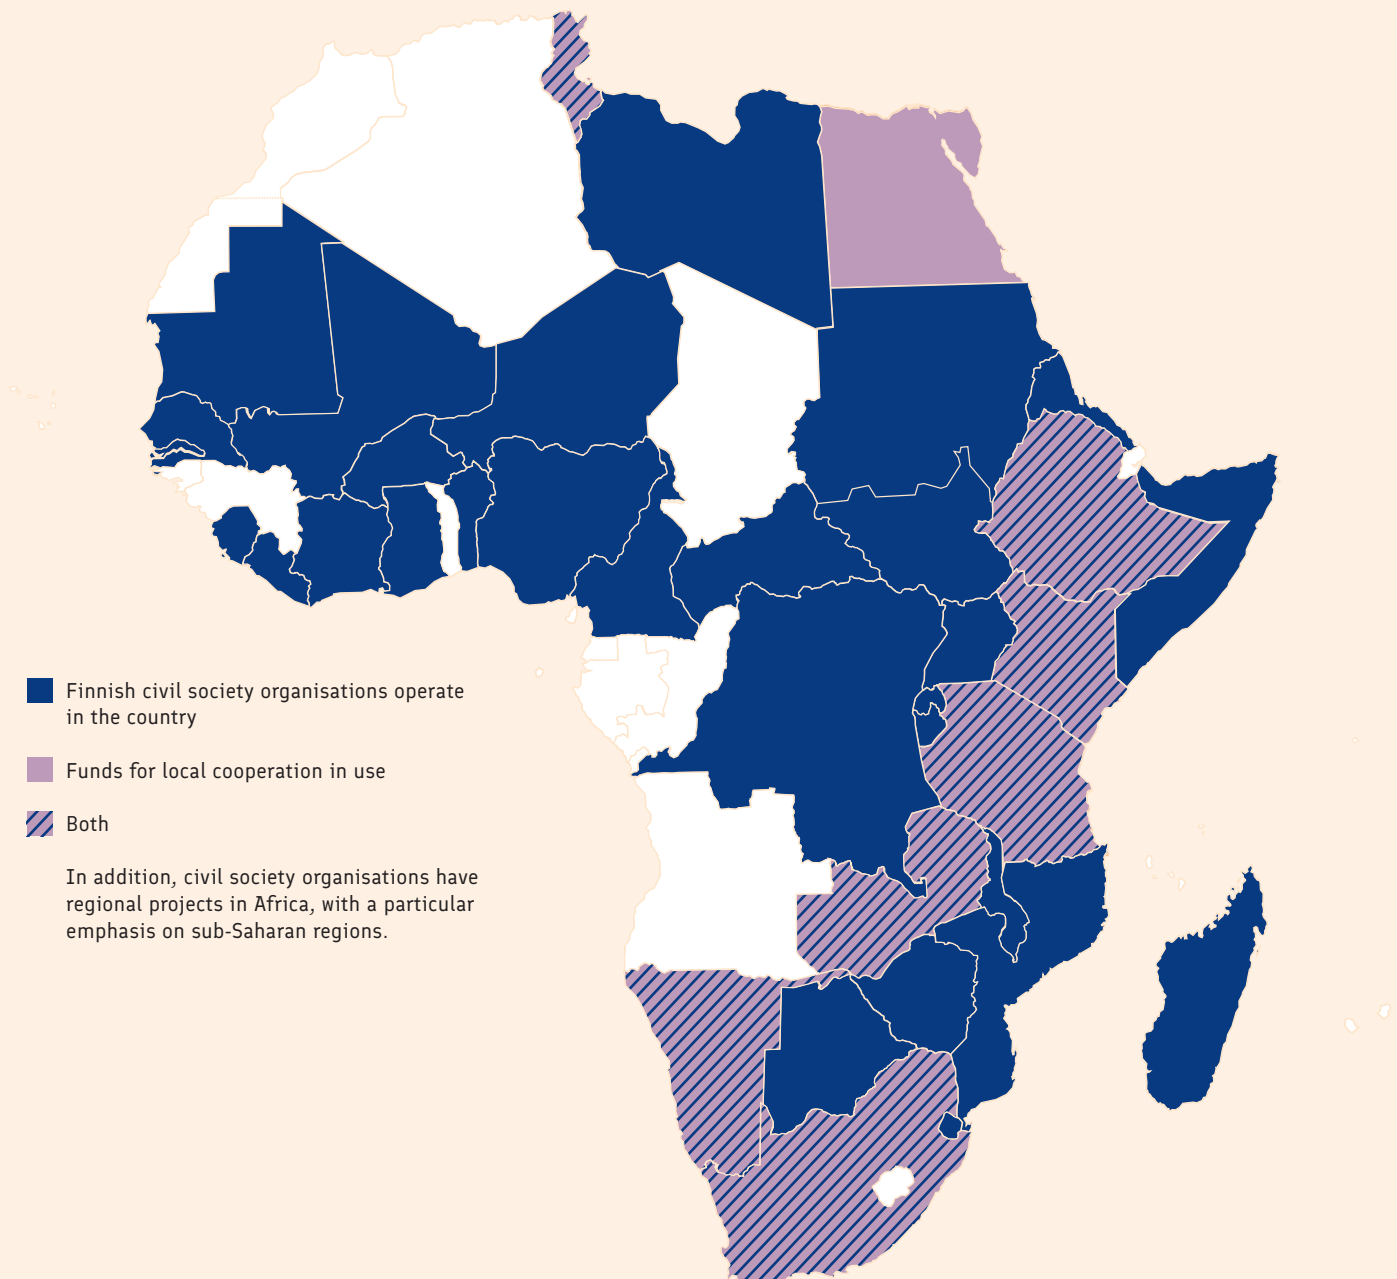 Finnish civil society organisations operate
in the country
Funds for local cooperation in use
Both
In addition, civil society organisations have
regional projects in Africa, with a particular
emphasis on sub-Saharan regions.